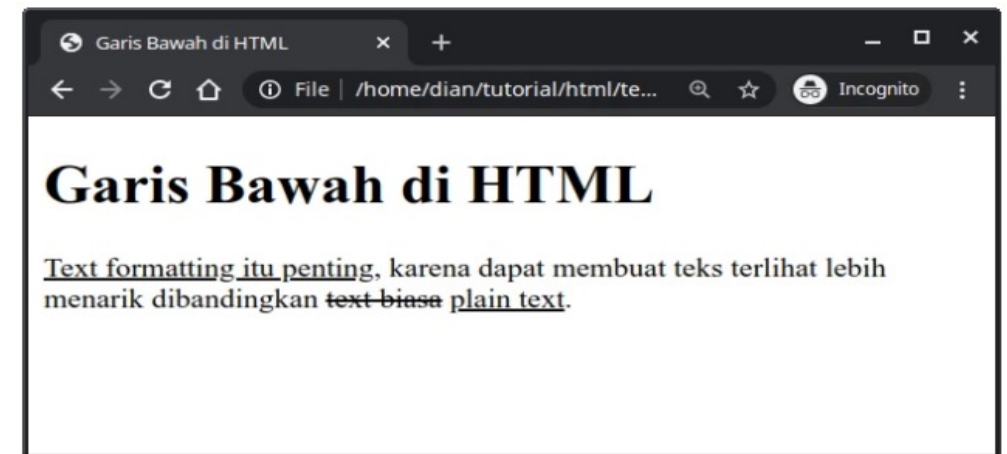 Garis Bawah di HTML
File | /home/dian/tutorial/html/te...
Incognito
Garis Bawah di HTML
Text formatting itu penting, karena dapat membuat teks terlihat lebih
menarik dibandingkan text biasa plain text.